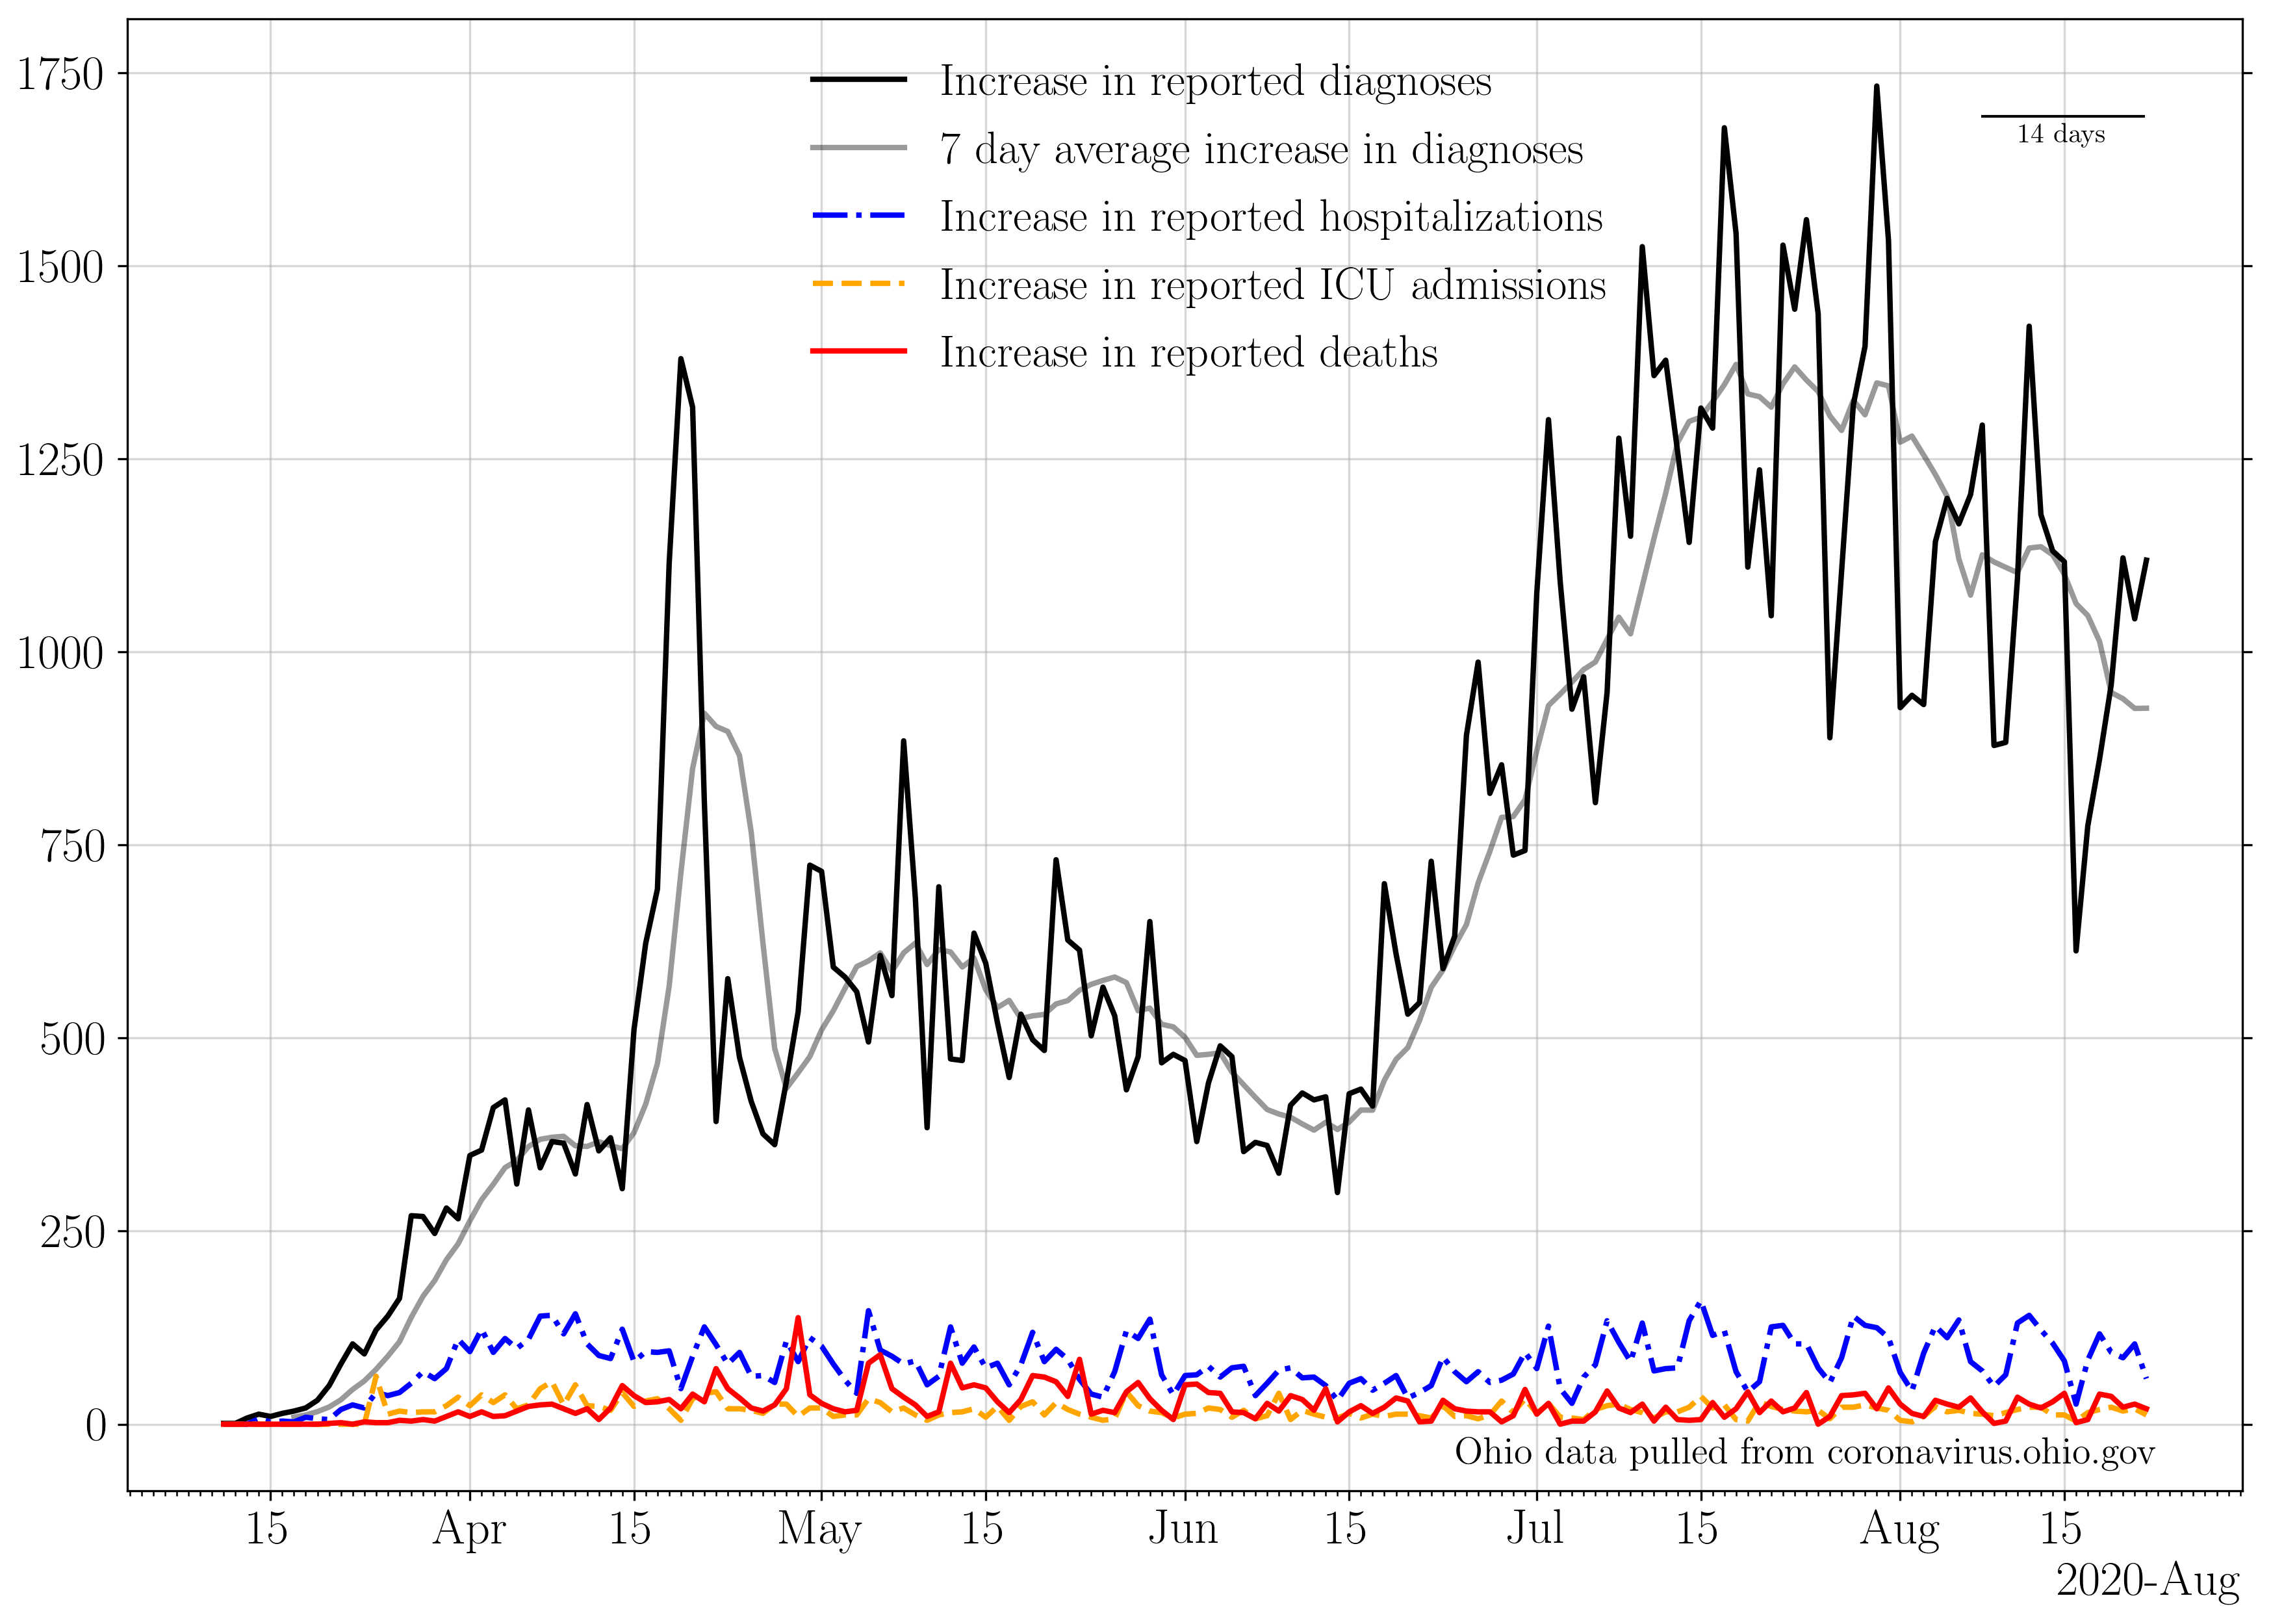 1750
1500
1250
1000
750
500
250
0
Increase in reported diagnoses
7 day average increase in diagnoses
Increase in reported hospitalizations
Increase in reported ICU admissions
Increase in reported deaths
14 days
Ohio data pulled from coronavirus.ohio.gov
15 Apr 15 May 15 Jun 15 Jul 15 Aug 15
2020-Aug